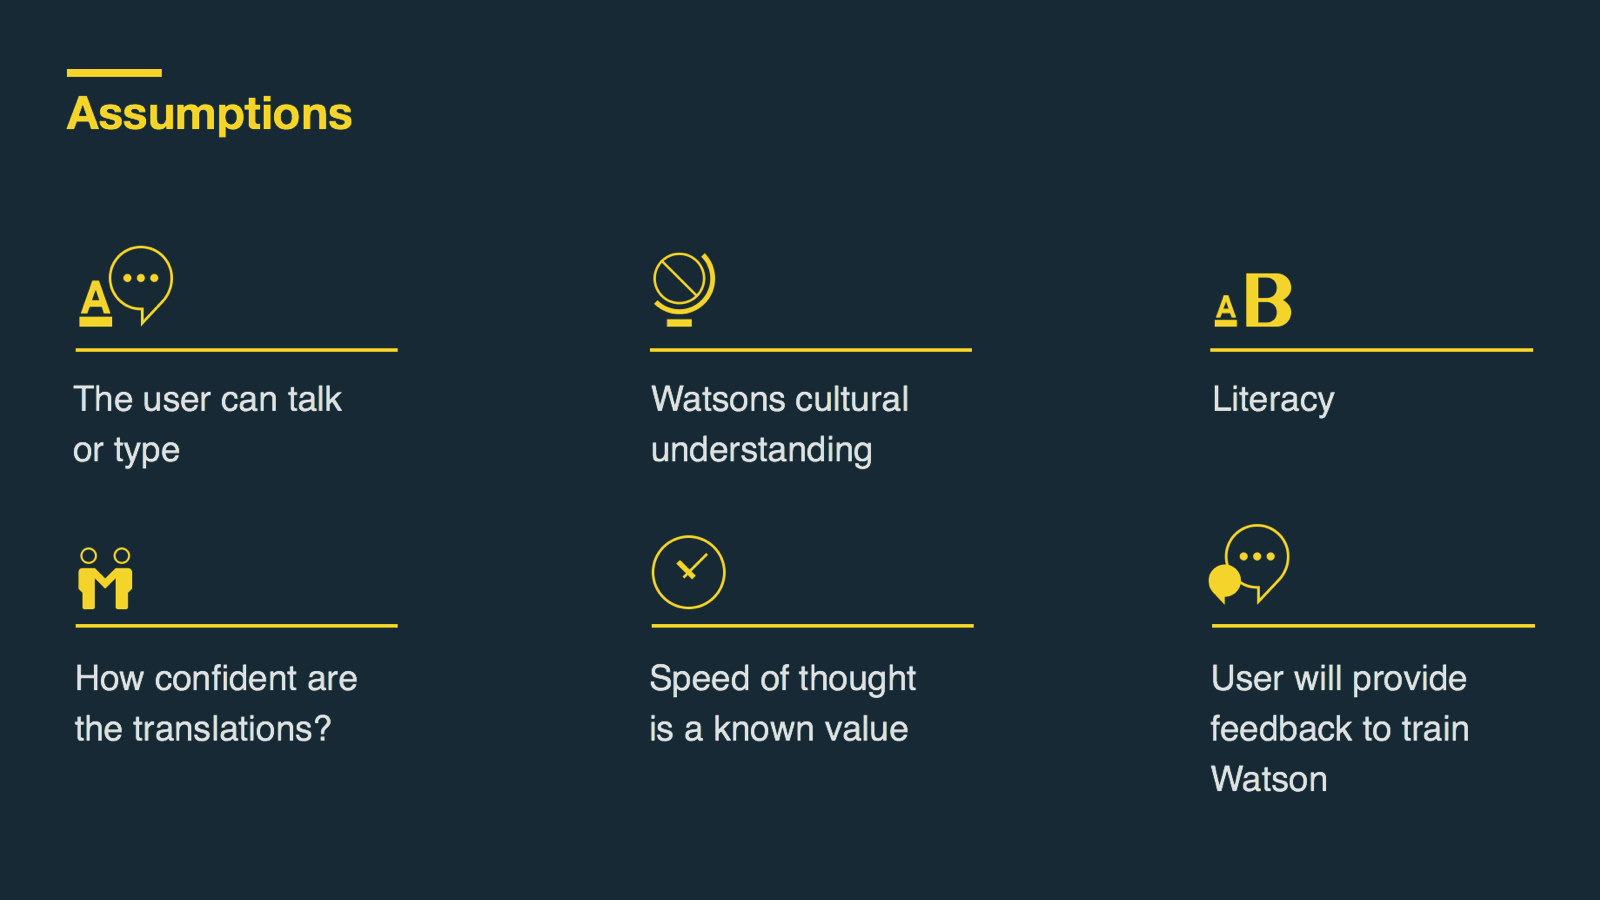 Assumptions
A
A B
The user can talk
or type
Watsons cultural
understanding
Literacy
How confident are
the translations?
Speed of thought
is a known value
User will provide
feedback to train
Watson